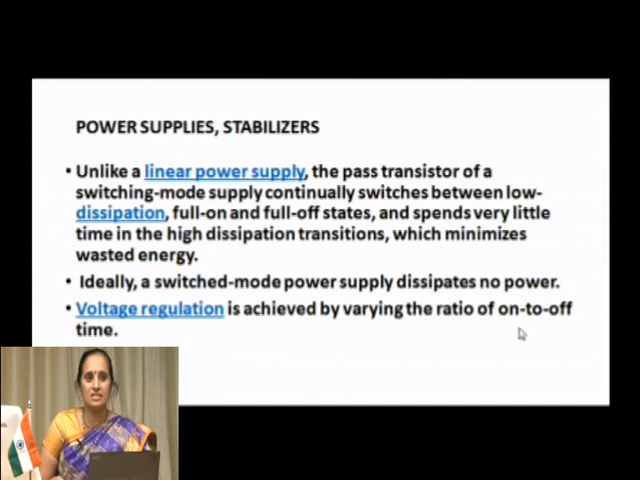 POWER SUPPLIES, STABILIZERS
• Unlike a linear power supply, the pass transistor of a
switching-mode supply continually switches between low-
dissipation, full-on and full-off states, and spends very little
time in the high dissipation transitions, which minimizes
wasted energy.
• Ideally, a switched-mode power supply dissipates no power.
• Voltage regulation is achieved by varying the ratio of on-to-off
time.